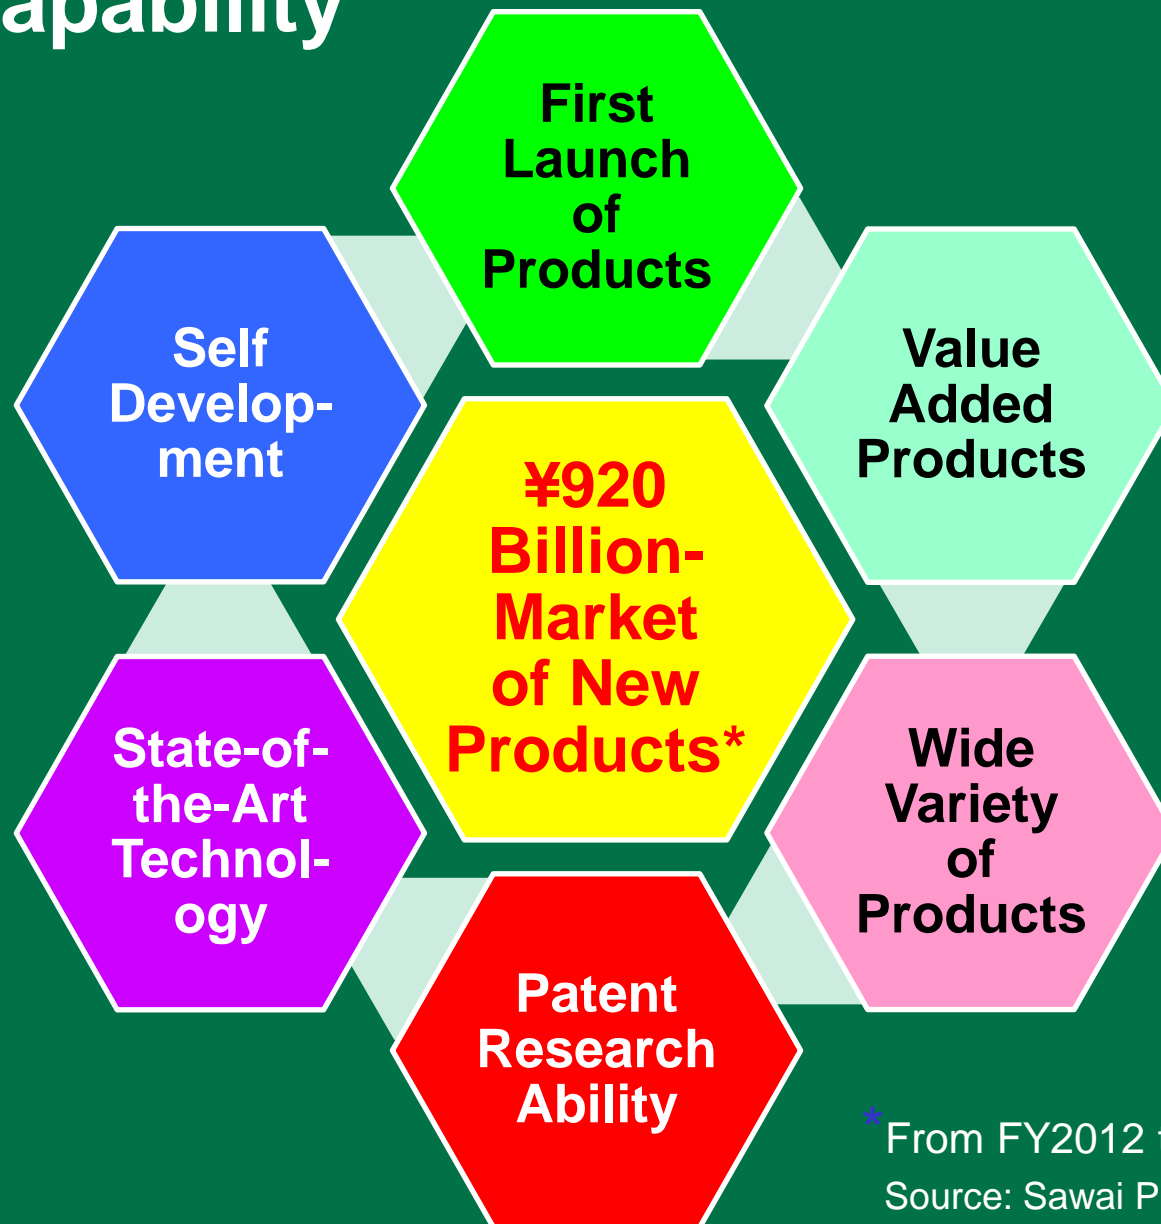 apability
First
Launch
of
Products
Self
Develop-
ment
Value
Added
Products
¥920
Billion-
Market
of New
Products*
State-of-
the-Art
Technol-
ogy
Wide
Variety
of
Products
Patent
Research
Ability
*From FY2012
Source: Sawai P